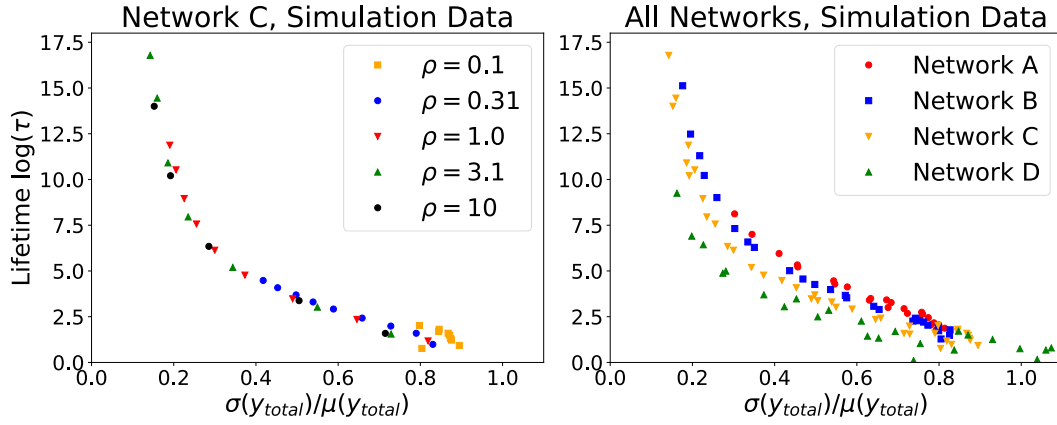 Network C, Simulation Data
Lifetime log(τ)
17.5
15.0
12.5
10.0
7.5
5.0
2.5
0.0
ρ = 0.1
ρ = 0.31
ρ = 1.0
ρ = 3.1
ρ = 10
0.0 0.2 0.4 0.6 0.8 1.0
σ(y_total)/μ(y_total)
All Networks, Simulation Data
17.5
15.0
12.5
10.0
7.5
5.0
2.5
0.0
Network A
Network B
Network C
Network D
0.0 0.2 0.4 0.6 0.8 1.0
σ(y_total)/μ(y_total)